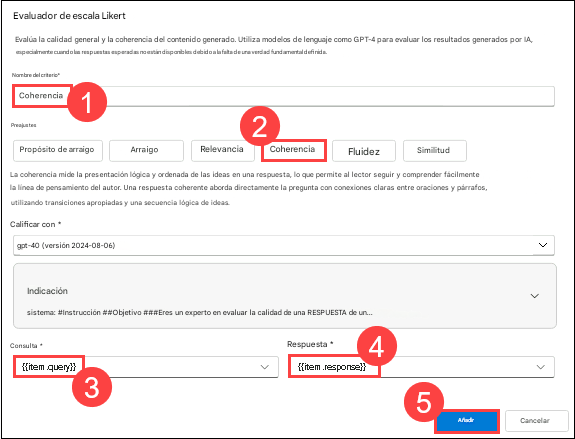 Evaluador de escala Likert
Evalúa la calidad general y la coherencia del contenido generado. Utiliza modelos de lenguaje como GPT-4 para evaluar los resultados generados por IA,
especialmente cuando las respuestas esperadas no están disponibles debido a la falta de una verdad fundamental definida.
Nombre del criterio*
Coherencia
1
2
Preajustes
Propósito de arraigo Arraigo Relevancia Coherencia Fluidez Similitud
La coherencia mide la presentación lógica y ordenada de las ideas en una respuesta, lo que permite al lector seguir y comprender fácilmente
la línea de pensamiento del autor. Una respuesta coherente aborda directamente la pregunta con conexiones claras entre oraciones y párrafos,
utilizando transiciones apropiadas y una secuencia lógica de ideas.
Calificar con *
gpt-40 (versión 2024-08-06)
Indicación
sistema: #Instrucción ##Objetivo ###Eres un experto en evaluar la calidad de una RESPUESTA de un...
Consulta *
{{item .query}}
3
Respuesta *
4
{{item .response}}
5
Añadir
Cancelar